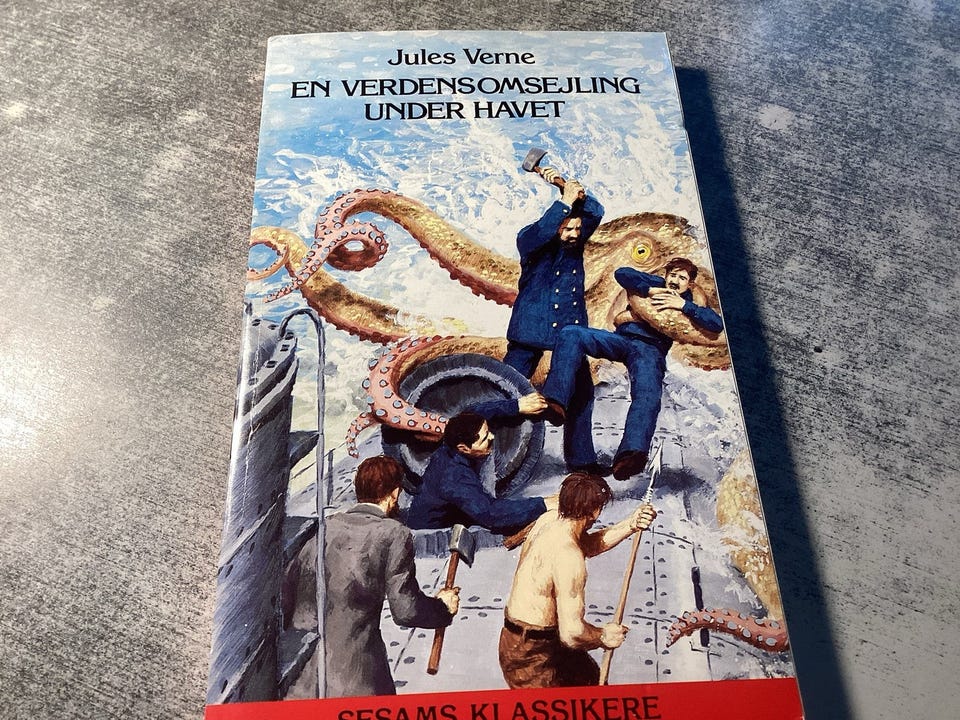 Jules Verne
EN VERDENSOMSEJLING
UNDER HAVET
SESAMS KLASSIKERE